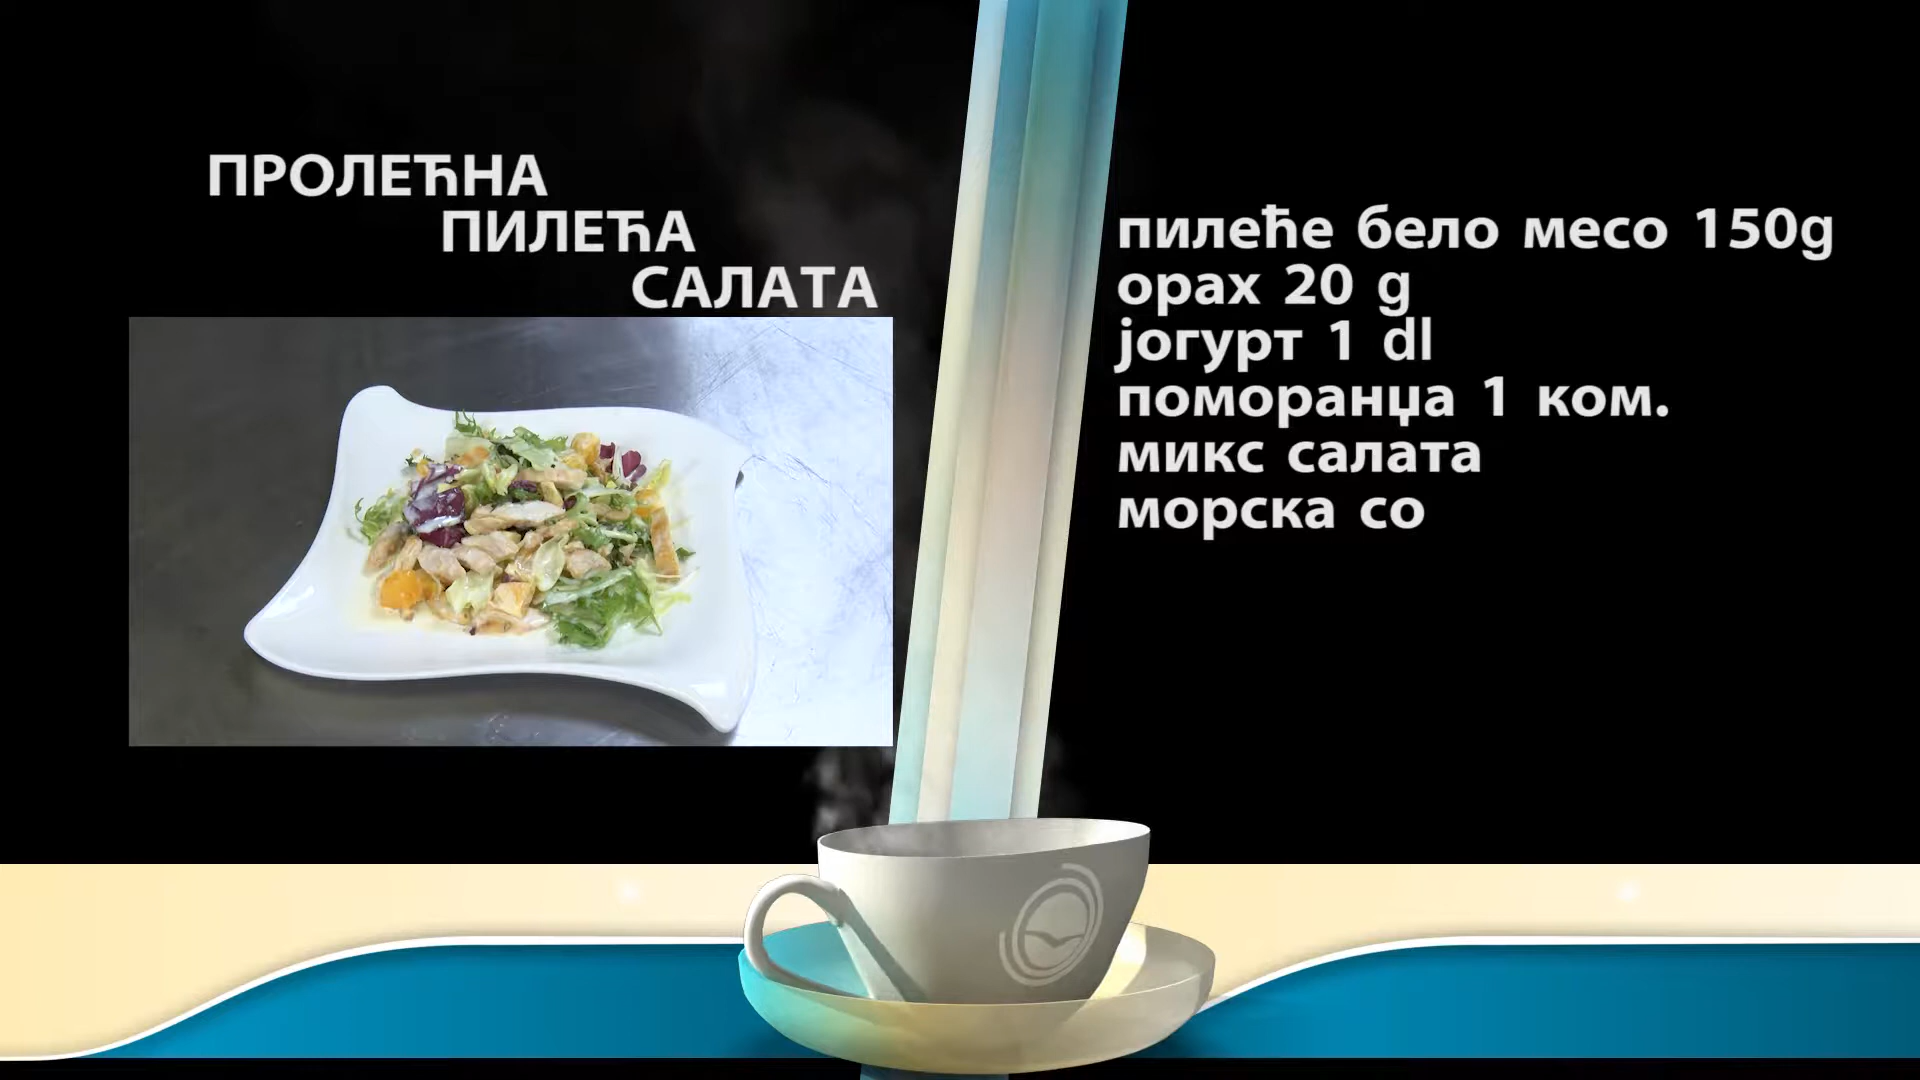 ПРОЛЕЋНА
ПИЛЕЋА
САЛАТА
пилеће бело месо 150g
орах 20 g
јогурт 1 dl
поморанџа 1 ком.
микс салата
морска со